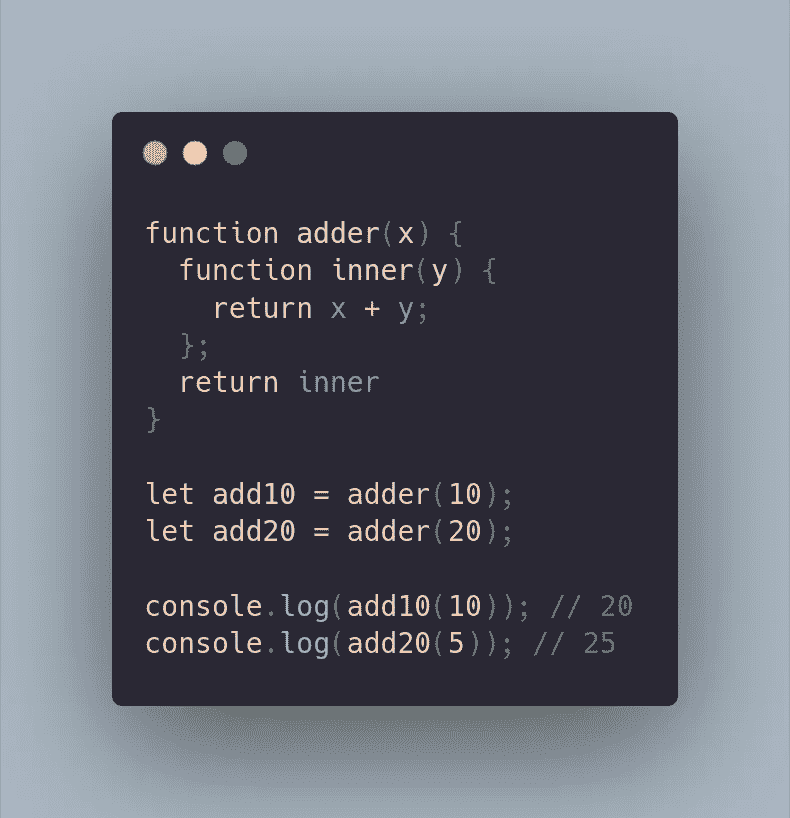 function adder(x) {
  function inner(y) {
    return x + y;
  };
  return inner
}

let add10 = adder(10);
let add20 = adder(20);

console.log(add10(10)); // 20
console.log(add20(5)); // 25